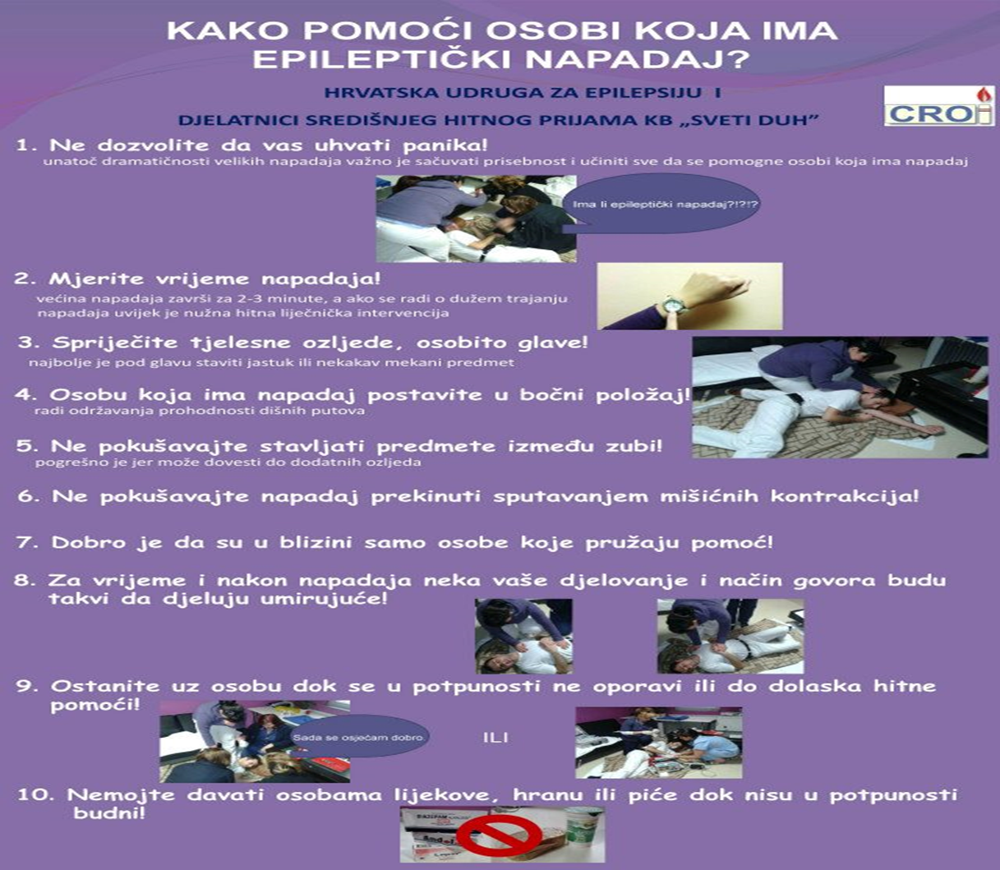 KAKO POMOĆI OSOBI KOJA IMA
EPILEPTIČKI NAPADAJ?
HRVATSKA UDRUGA ZA EPILEPSIJU I
DJELATNICI SREDIŠNJEG HITNOG PRIJAMA KB „SVETI DUH”
CROi
1. Ne dozvolite da vas uhvati panika!
unatoč dramatičnosti velikih napadaja važno je sačuvati prisebnost i učiniti sve da se pomogne osobi koja ima napadaj
Ima li epileptički napadaj?!?!?
2. Mjerite vrijeme napadaja!
većina napadaja završi za 2-3 minute, a ako se radi o dužem trajanju
napadaja uvijek je nužna hitna liječnička intervencija
3. Spriječite tjelesne ozljede, osobito glave!
najbolje je pod glavu staviti jastuk ili nekakav mekani predmet
4. Osobu koja ima napadaj postavite u bočni položaj!
radi održavanja prohodnosti dišnih putova
5. Ne pokušavajte stavljati predmete između zubi!
pogrešno je jer može dovesti do dodatnih ozljeda
6. Ne pokušavajte napadaj prekinuti sputavanjem mišićnih kontrakcija!
7. Dobro je da su u blizini samo osobe koje pružaju pomoć!
8. Za vrijeme i nakon napadaja neka vaše djelovanje i način govora budu
takvi da djeluju umirujuće!
9. Ostanite uz osobu dok se u potpunosti ne oporavi ili do dolaska hitne
pomoći!
Sada se osjećam dobro.
ILI
10. Nemojte davati osobama lijekove, hranu ili piće dok nisu u potpunosti
budni!